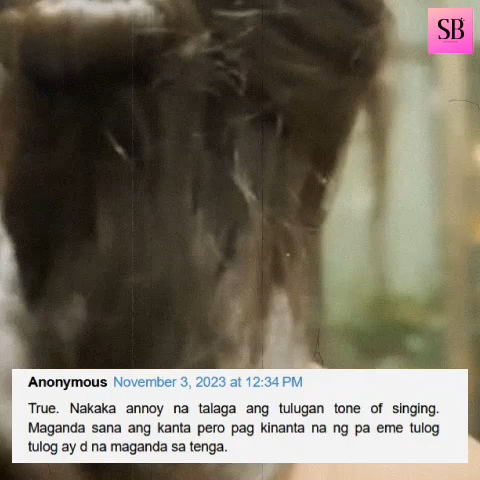 SB
Anonymous November 3, 2023 at 12:34 PM
True. Nakaka annoy na talaga ang tulugan tone of singing.
Maganda sana ang kanta pero pag kinanta na ng pa eme tulog
tulog ay d na maganda sa tenga.